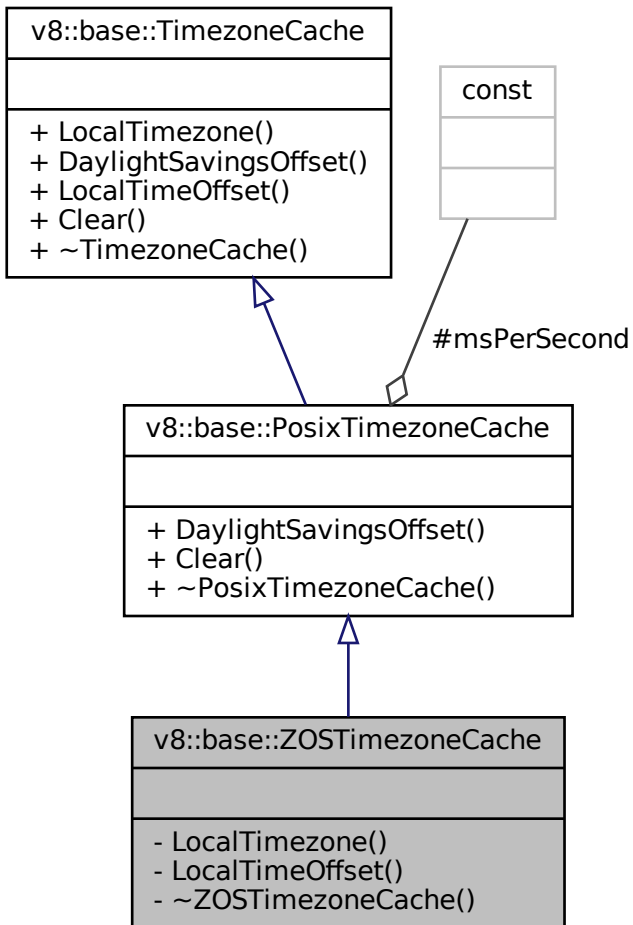 v8::base::TimezoneCache
+ LocalTimezone()
+ DaylightSavingsOffset()
+ LocalTimeOffset()
+ Clear()
+ ~TimezoneCache()
const
#msPerSecond
v8::base::PosixTimezoneCache
+ DaylightSavingsOffset()
+ Clear()
+ ~PosixTimezoneCache()
v8::base::ZOSTimezoneCache
- LocalTimezone()
- LocalTimeOffset()
- ~ZOSTimezoneCache()